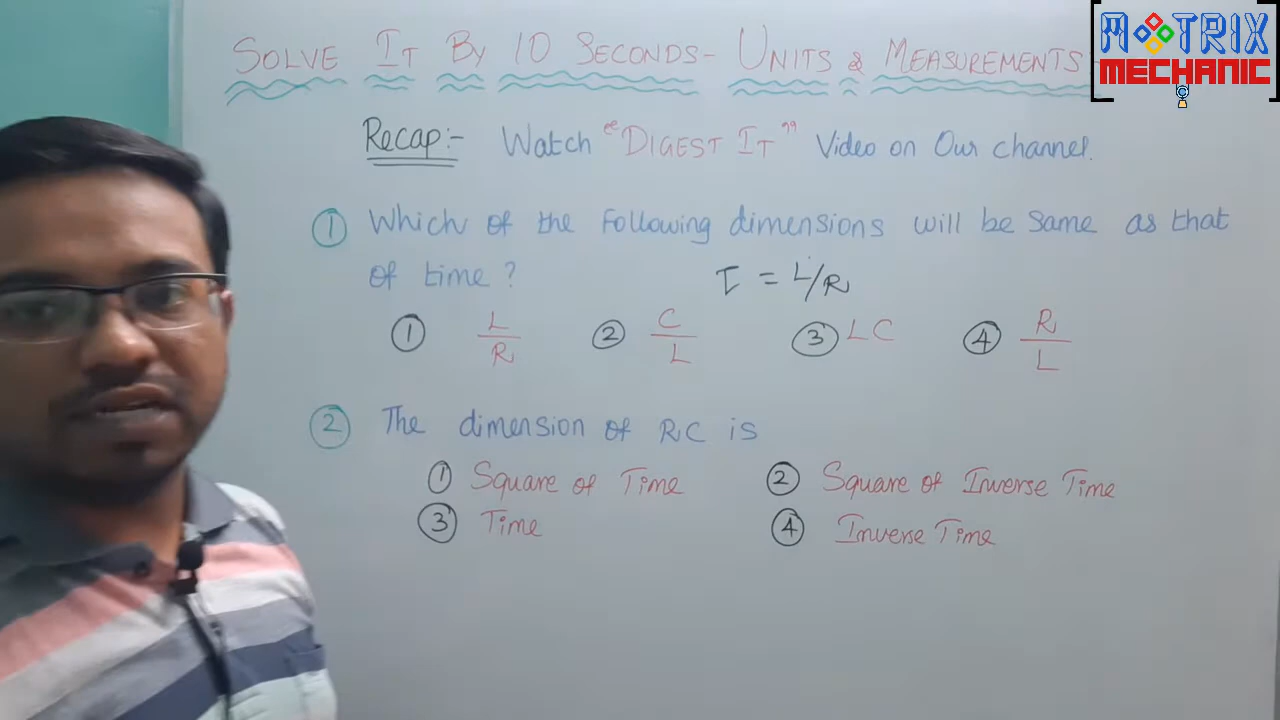 SOLVE IT BY 10 SECONDS- UNITS & MEASUREMENTS
MOTRIX
MECHANIC
Recap:- Watch "DIGEST IT" Video on Our channel.
① Which of the following dimensions will be same as that
of time ? τ = L/R
① L/R ② C/L ③ LC ④ R/L
② The dimension of RC is
① Square of Time ② Square of Inverse Time
③ Time ④ Inverse Time